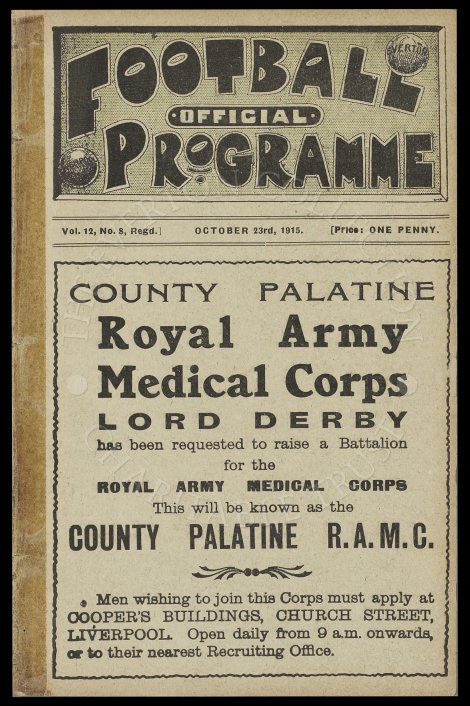 FOOTBALL
EVERTON
·OFFICIAL·
PROGRAMME
Vol. 12, No. 8, Regd.] OCTOBER 23rd, 1915. [Price: ONE PENNY.
COUNTY PALATINE
Royal Army
Medical Corps
LORD DERBY
has been requested to raise a Battalion
for the
ROYAL ARMY MEDICAL CORPS
This will be known as the
COUNTY PALATINE R.A.M.C.
Men wishing to join this Corps must apply at
COOPER'S BUILDINGS, CHURCH STREET,
LIVERPOOL. Open daily from 9 a.m. onwards,
or to their nearest Recruiting Office.